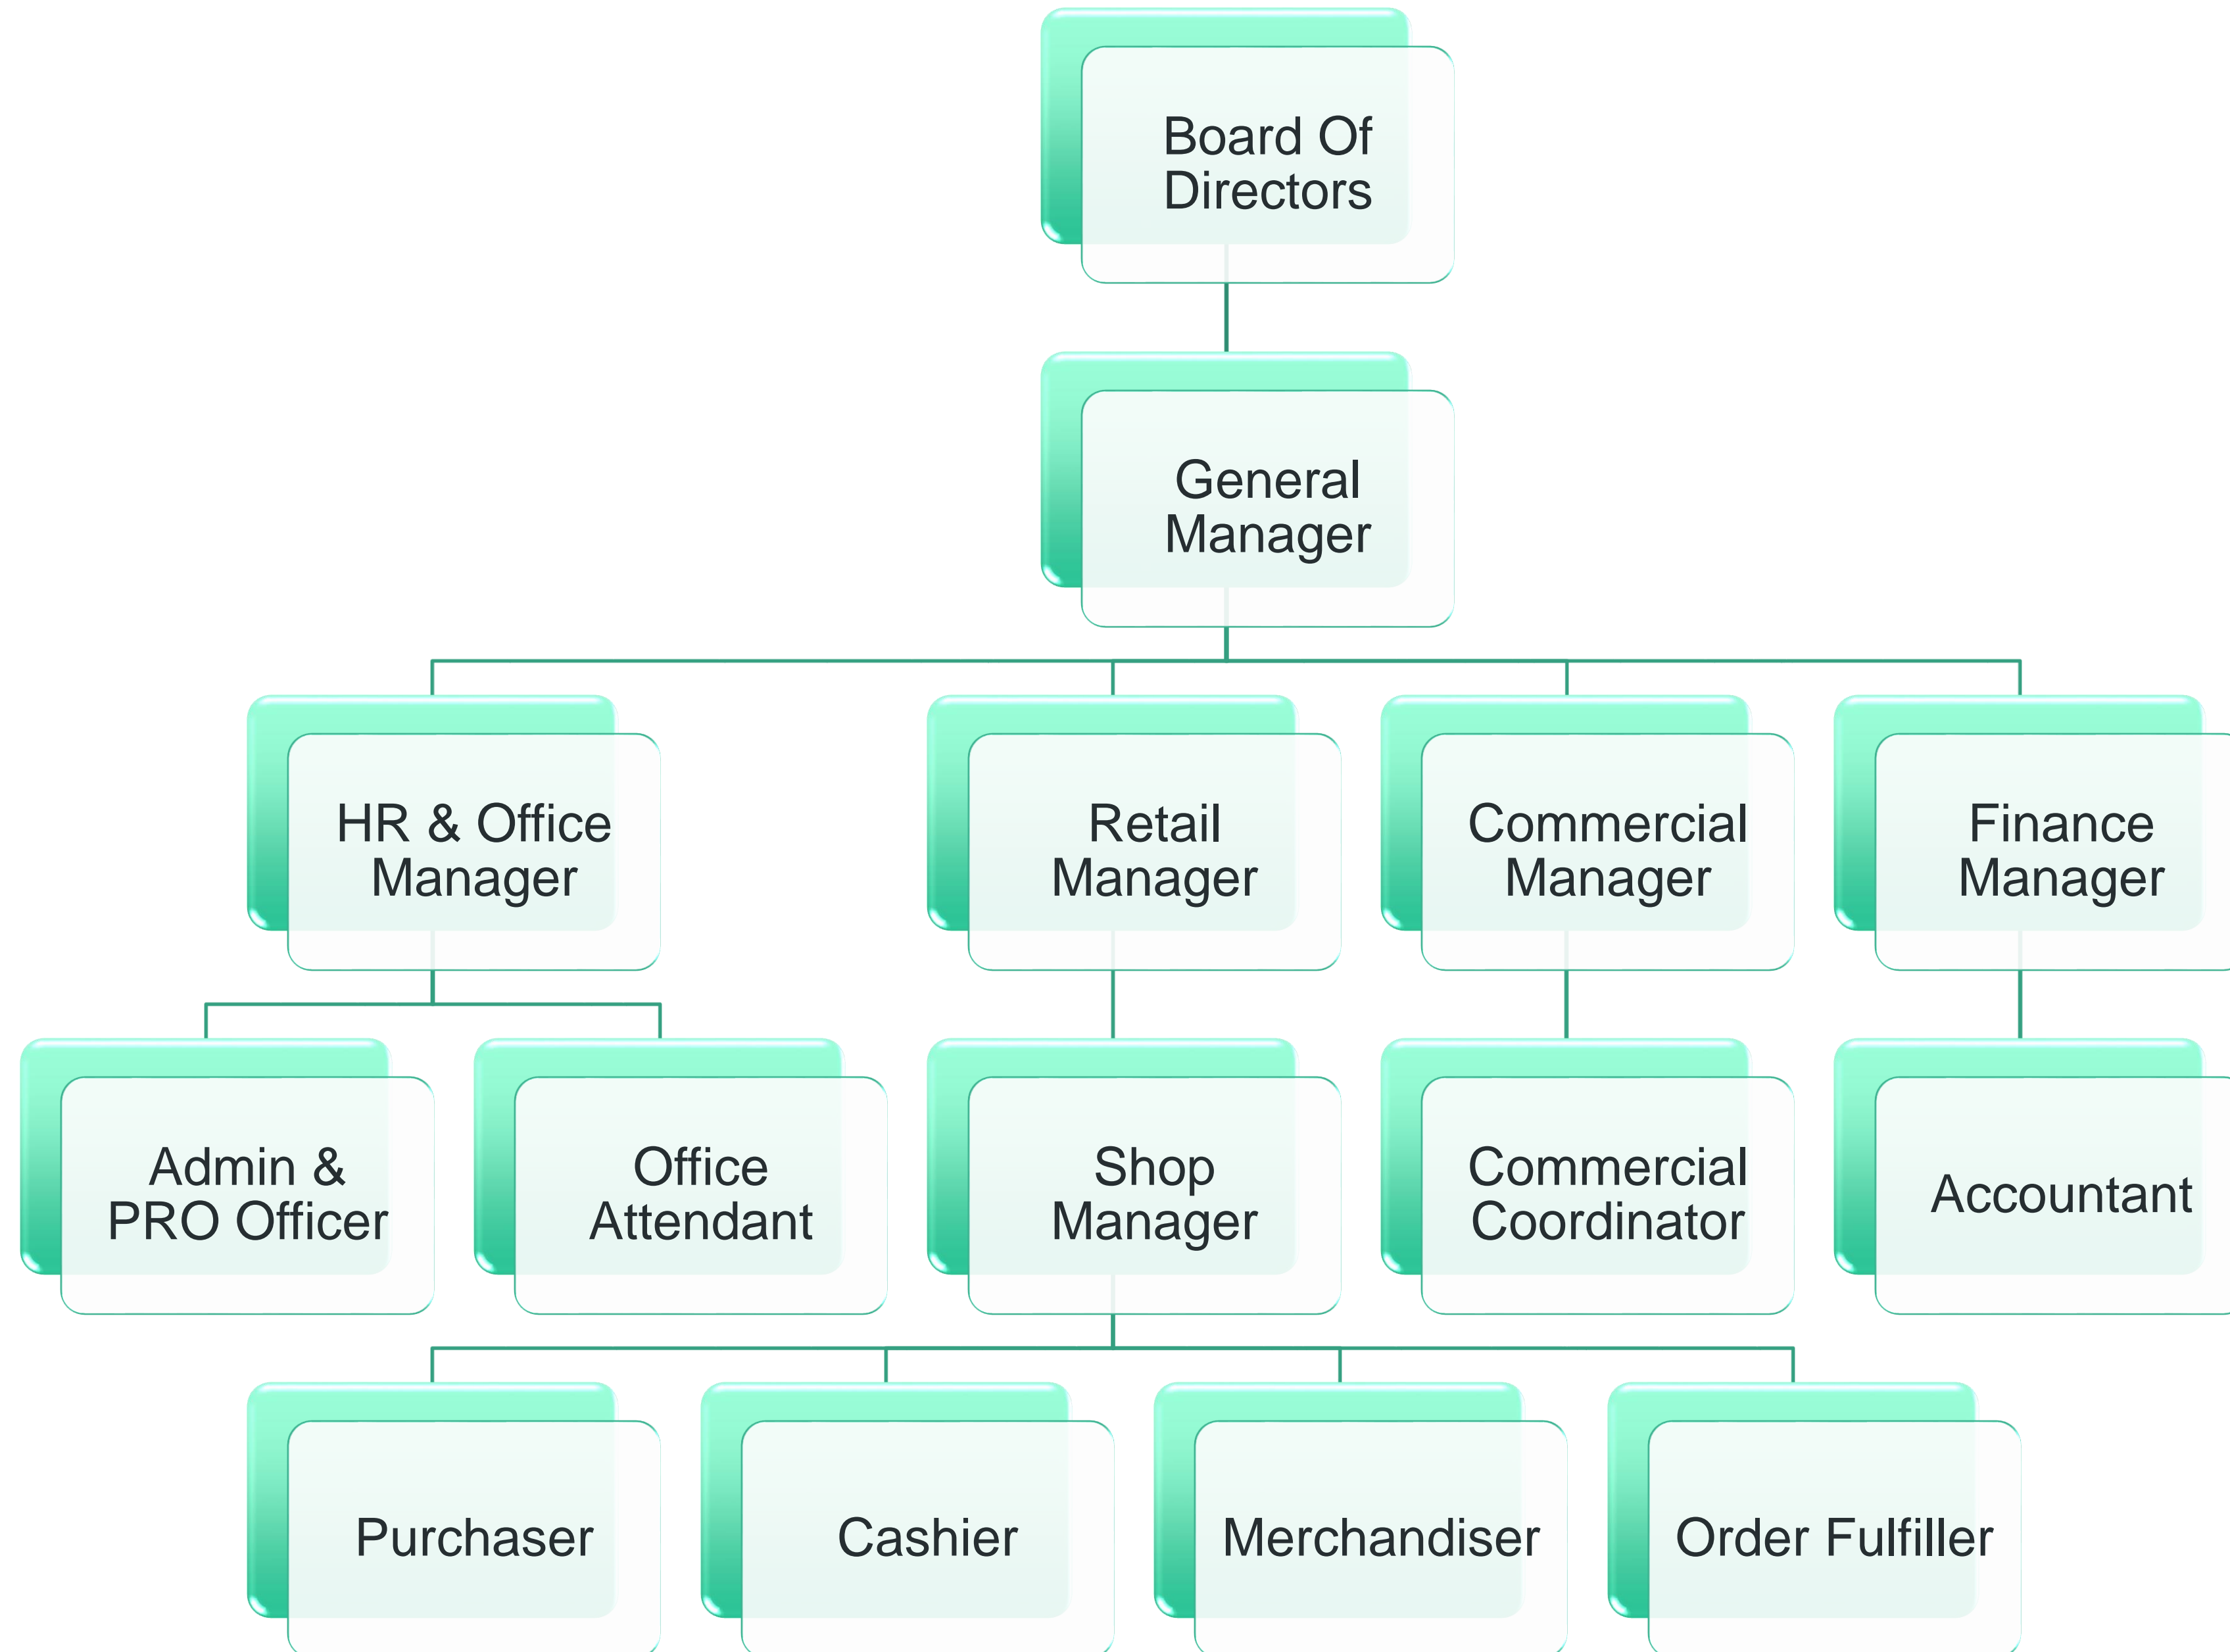 Board Of
Directors
General
Manager
HR & Office
Manager
Retail
Manager
Commercial
Manager
Finance
Manager
Admin &
PRO Officer
Office
Attendant
Shop
Manager
Commercial
Coordinator
Accountant
Purchaser
Cashier
Merchandiser
Order Fulfiller